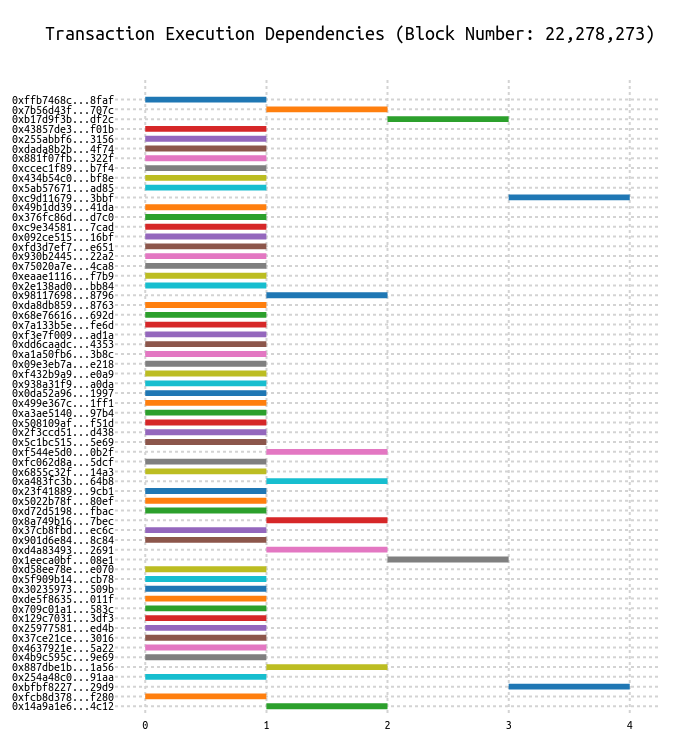 Transaction Execution Dependencies (Block Number: 22,278,273)
0xffb7468c...8faf
0x7b56d43f...707c
0xb17d9f3b...df2c
0x43857de3...f01b
0x255abbf6...3156
0xdada8b2b...4f74
0x881f07fb...322f
0xccec1f89...b7f4
0x434b54c0...bf8e
0x5ab57671...ad85
0xc9d11679...3bbf
0x49b1dd39...41da
0x376fc86d...d7c0
0xc9e34581...7cad
0x092ce515...16bf
0xfd3d7ef7...e651
0x930b2445...22a2
0x75020a7e...4ca8
0xeaae1116...f7b9
0x2e138ad0...bb84
0x98117698...8796
0xda8db859...8763
0x68e76616...692d
0x7a133b5e...fe6d
0xf3e7f009...ad1a
0xdd6caadc...4353
0xa1a50fb6...3b8c
0x09e3eb7a...e218
0xf432b9a9...e0a9
0x938a31f9...a0da
0x0da52a96...1997
0x499e367c...1ff1
0xa3ae5140...97b4
0x508109af...f51d
0x2f3ccd51...d438
0x5c1bc515...5e69
0xf544e5d0...0b2f
0xfc062d8a...5dcf
0x6855c32f...14a3
0xa483fc3b...64b8
0x23f41889...9cb1
0x5022b78f...80ef
0xd72d5198...fbac
0x8a749b16...7bec
0x37cb8fbd...ec6c
0x901d6e84...8c84
0xd4a83493...2691
0x1eeca0bf...08e1
0xd58ee78e...e070
0x5f909b14...cb78
0x30235973...509b
0xde5f8635...011f
0x709c01a1...583c
0x129c7031...3df3
0x25977581...ed4b
0x37ce21ce...3016
0x4637921e...5a22
0x4b9c595c...9e69
0x887dbe1b...1a56
0x254a48c0...91aa
0xbfbf8227...29d9
0xfcb8d378...f280
0x14a9a1e6...4c12
0 1 2 3 4